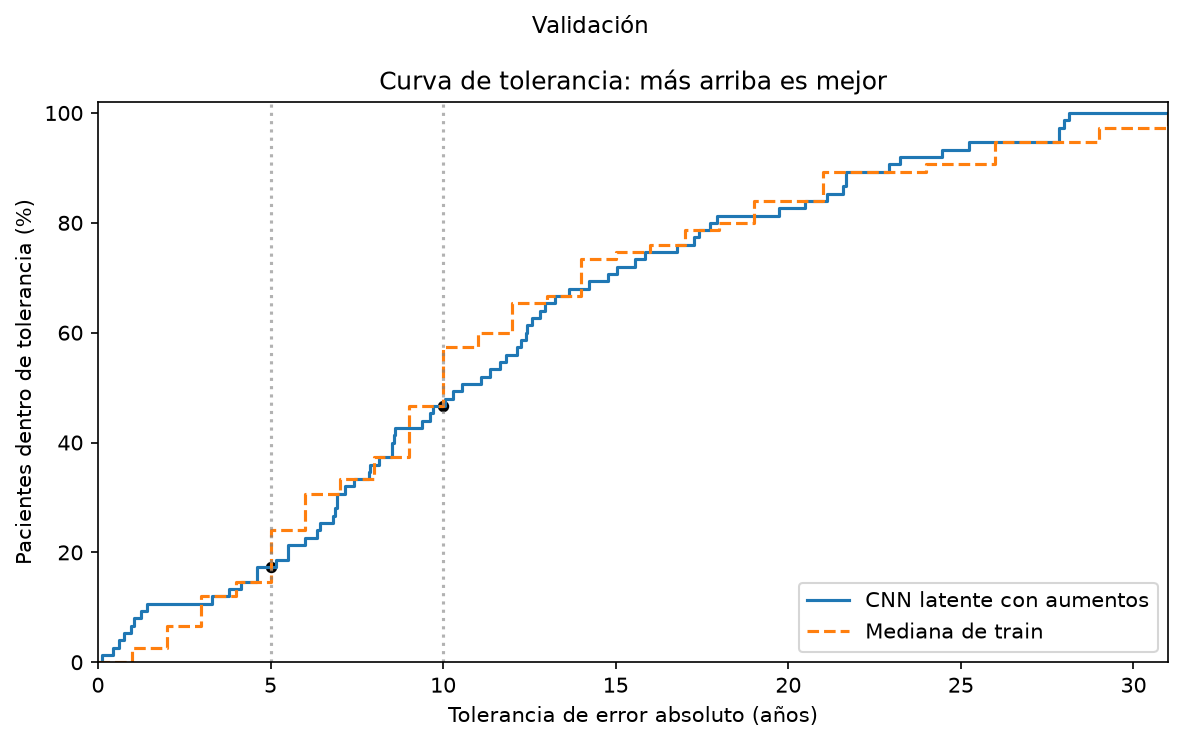 Validación
Curva de tolerancia: más arriba es mejor
Pacientes dentro de tolerancia (%)
100
80
60
40
20
0
0 5 10 15 20 25 30
Tolerancia de error absoluto (años)
CNN latente con aumentos
Mediana de train